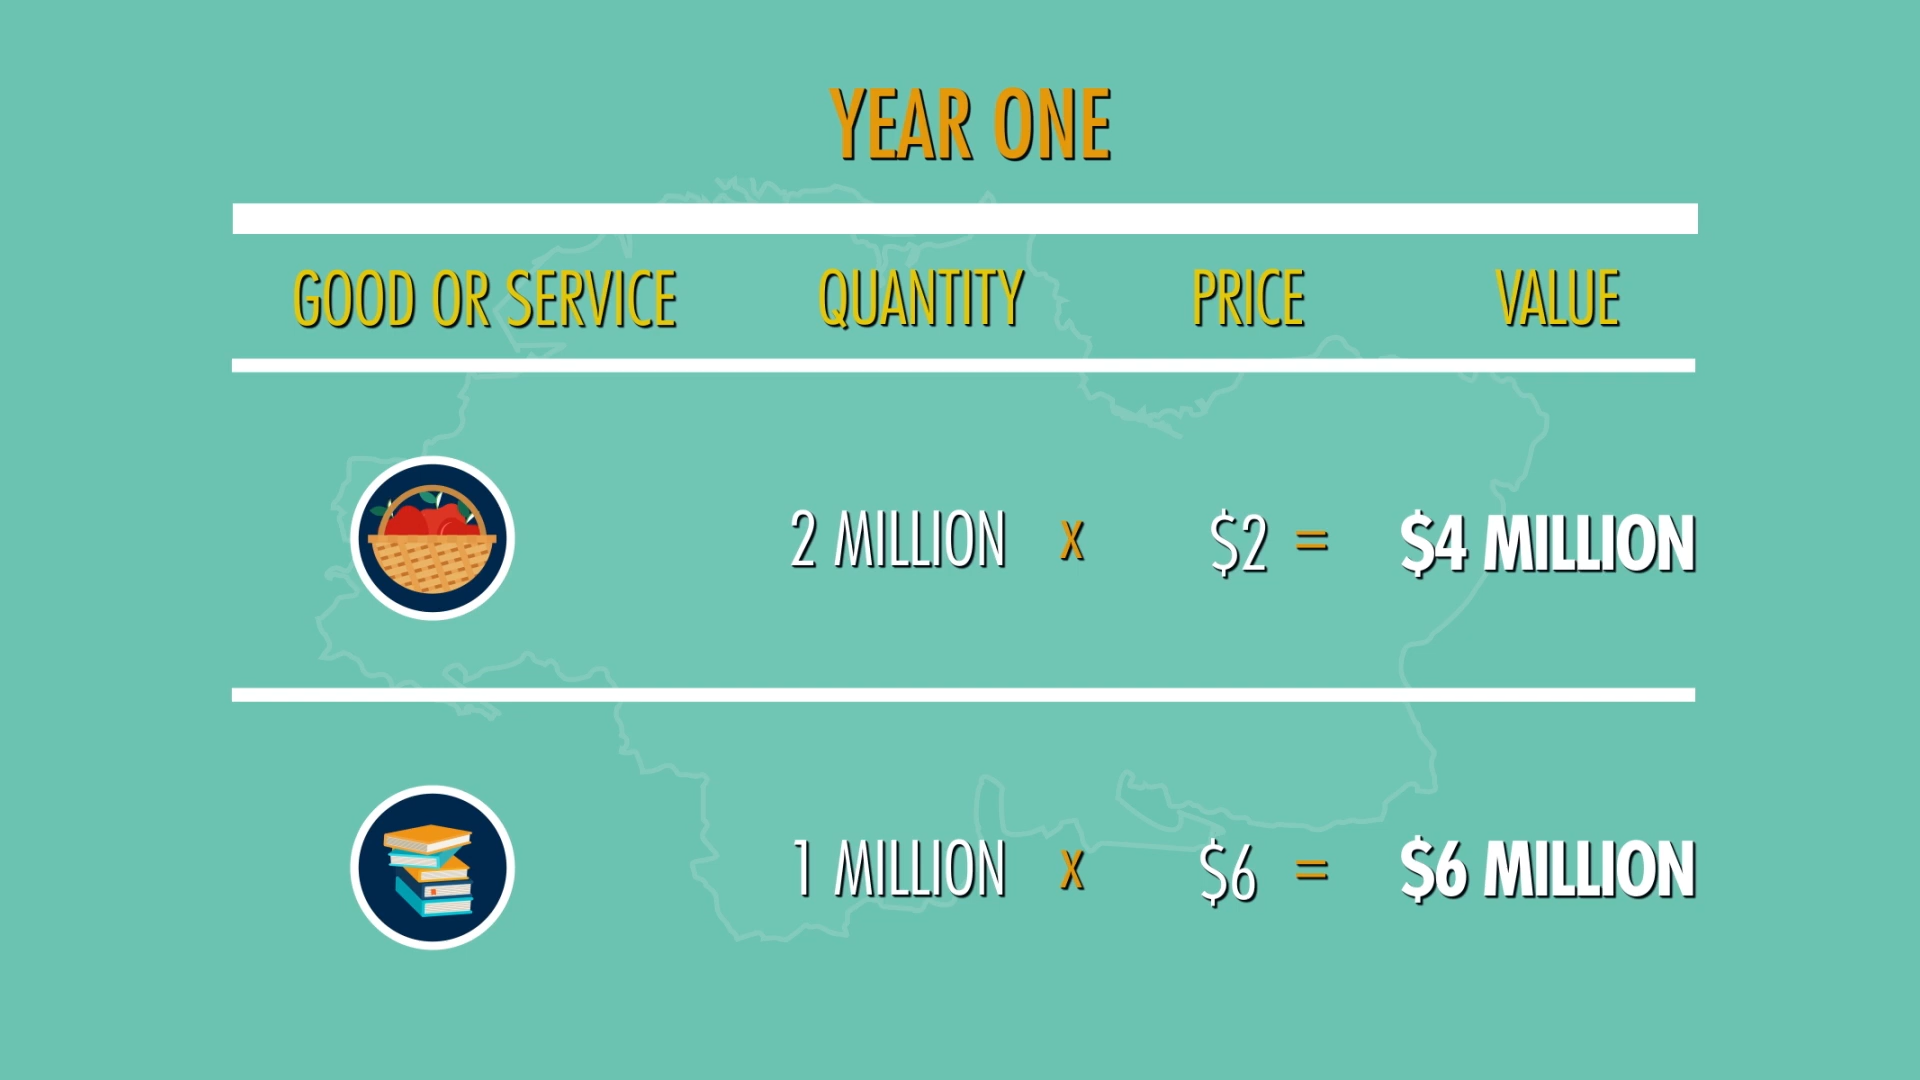 YEAR ONE
GOOD OR SERVICE QUANTITY PRICE VALUE
2 MILLION x $2 = $4 MILLION
1 MILLION x $6 = $6 MILLION